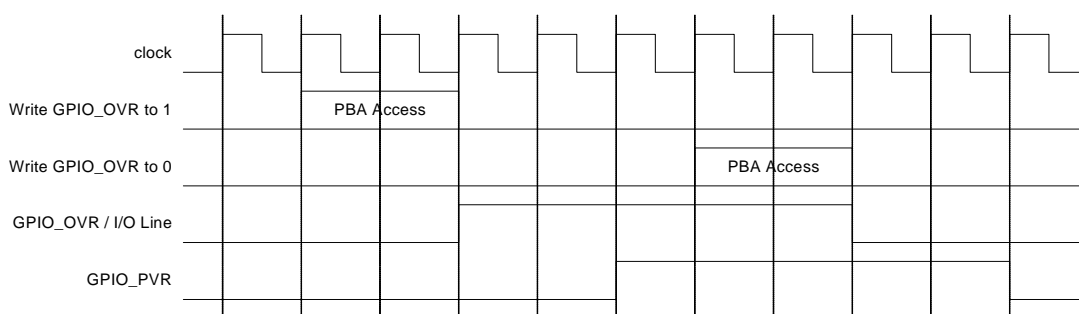 clock
Write GPIO_OVR to 1
PBA Access
Write GPIO_OVR to 0
PBA Access
GPIO_OVR / I/O Line
GPIO_PVR